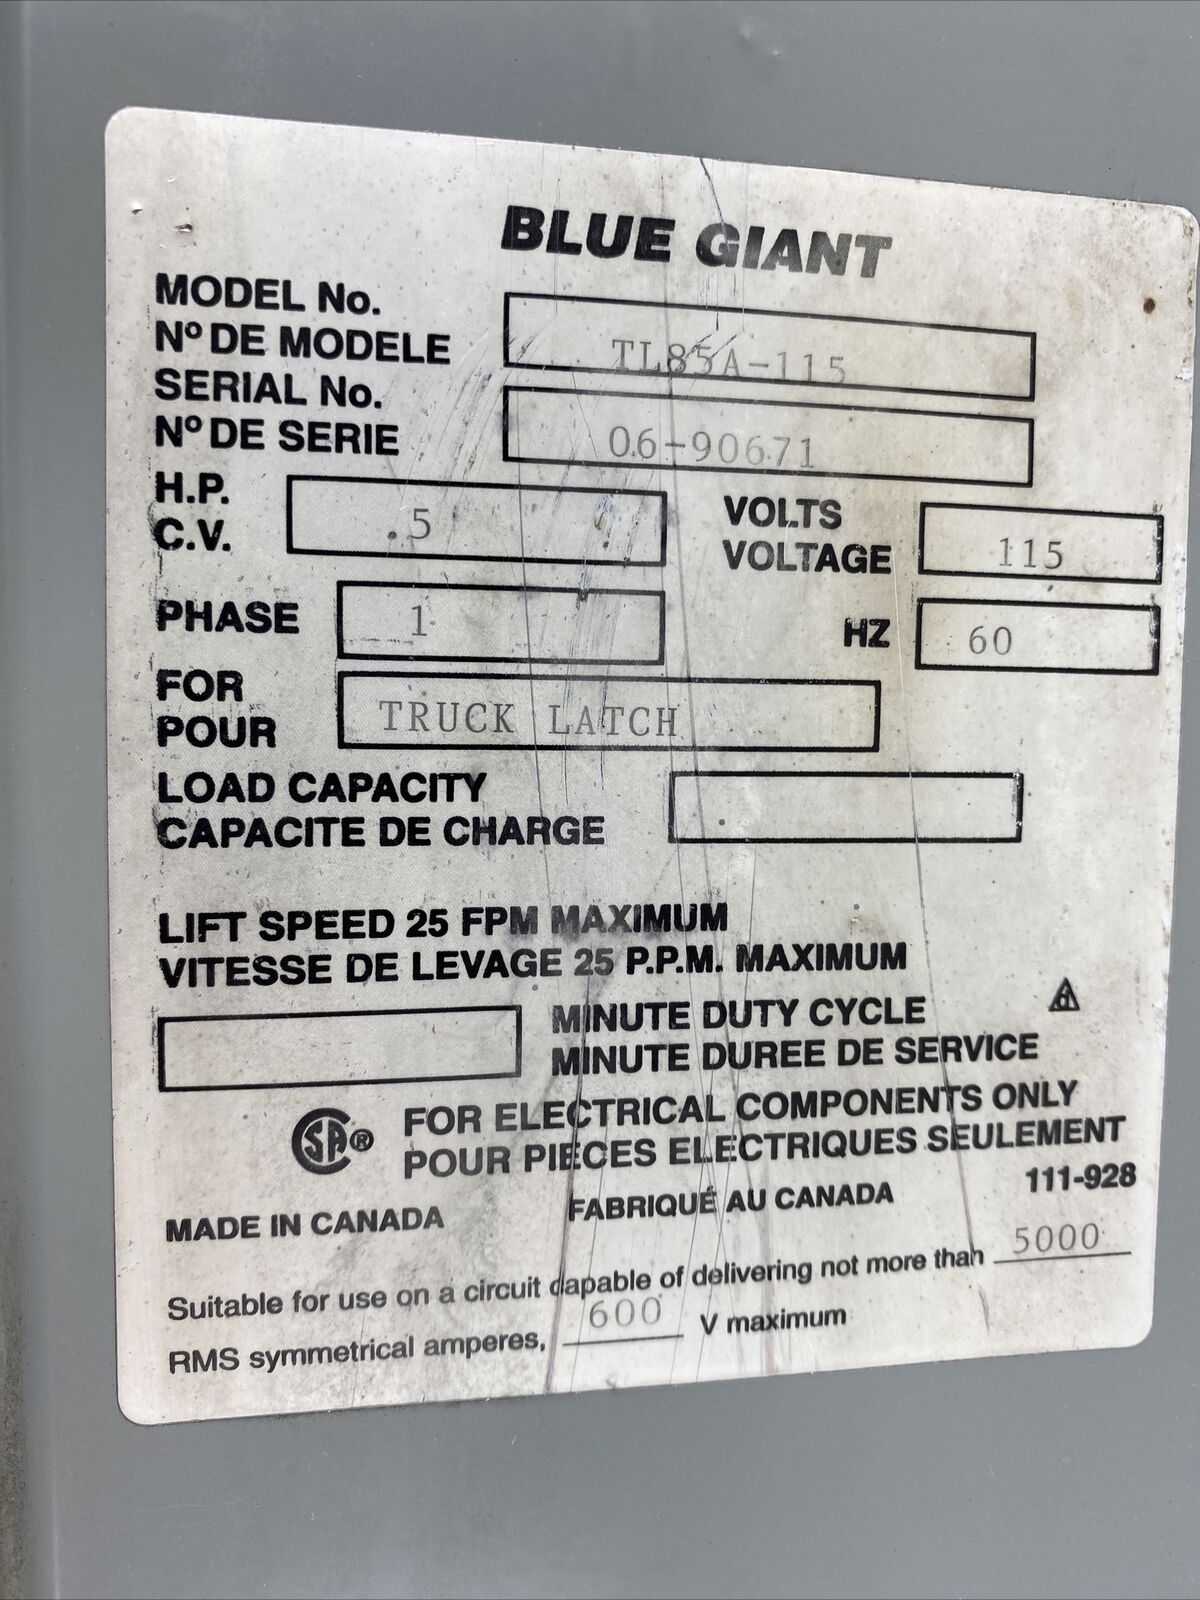 BLUE GIANT
MODEL No.
Nº DE MODELE
TL85A-115
SERIAL No.
Nº DE SERIE
06-90671
H.P.
C.V.
.5
VOLTS
VOLTAGE
115
PHASE
1
HZ
60
FOR
POUR
TRUCK LATCH
LOAD CAPACITY
CAPACITE DE CHARGE
LIFT SPEED 25 FPM MAXIMUM
VITESSE DE LEVAGE 25 P.P.M. MAXIMUM
MINUTE DUTY CYCLE
MINUTE DUREE DE SERVICE
SA® FOR ELECTRICAL COMPONENTS ONLY
POUR PIECES ELECTRIQUES SEULEMENT
111-928
MADE IN CANADA FABRIQUÉ AU CANADA
Suitable for use on a circuit capable of delivering not more than 5000
RMS symmetrical amperes, 600 V maximum